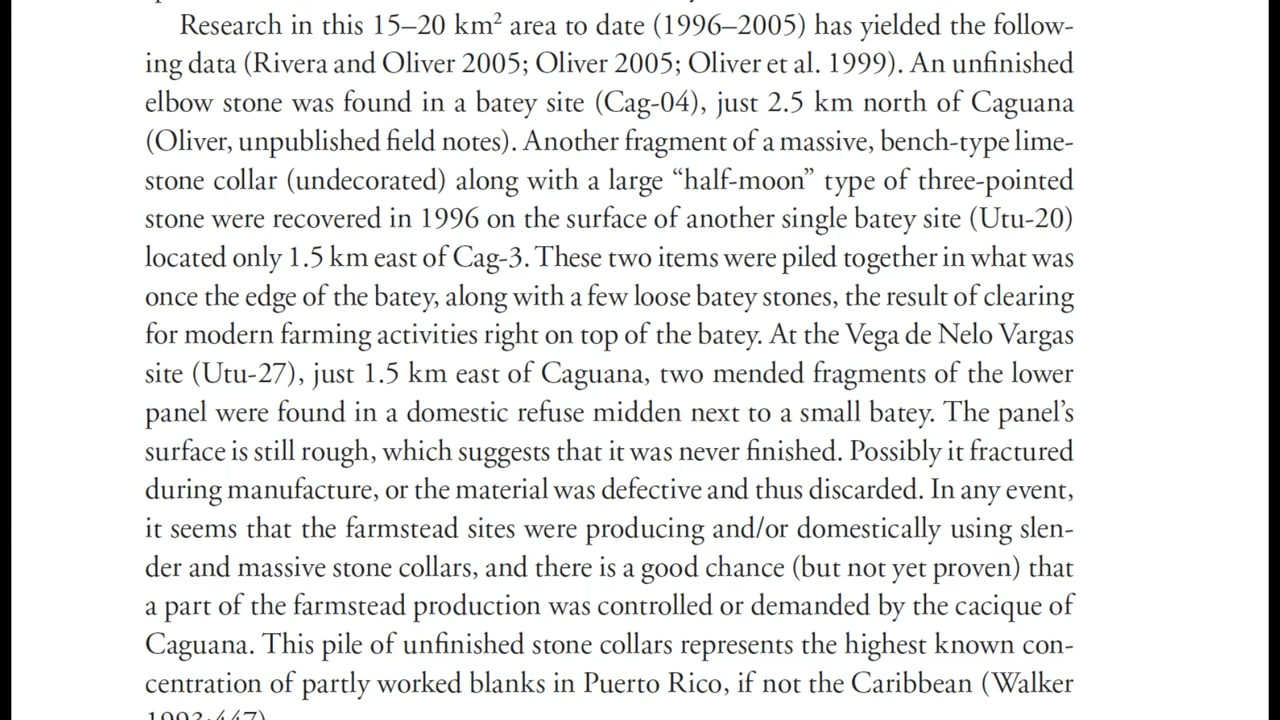 Research in this 15–20 km² area to date (1996–2005) has yielded the follow-
ing data (Rivera and Oliver 2005; Oliver 2005; Oliver et al. 1999). An unfinished
elbow stone was found in a batey site (Cag-04), just 2.5 km north of Caguana
(Oliver, unpublished field notes). Another fragment of a massive, bench-type lime-
stone collar (undecorated) along with a large “half-moon” type of three-pointed
stone were recovered in 1996 on the surface of another single batey site (Utu-20)
located only 1.5 km east of Cag-3. These two items were piled together in what was
once the edge of the batey, along with a few loose batey stones, the result of clearing
for modern farming activities right on top of the batey. At the Vega de Nelo Vargas
site (Utu-27), just 1.5 km east of Caguana, two mended fragments of the lower
panel were found in a domestic refuse midden next to a small batey. The panel’s
surface is still rough, which suggests that it was never finished. Possibly it fractured
during manufacture, or the material was defective and thus discarded. In any event,
it seems that the farmstead sites were producing and/or domestically using slen-
der and massive stone collars, and there is a good chance (but not yet proven) that
a part of the farmstead production was controlled or demanded by the cacique of
Caguana. This pile of unfinished stone collars represents the highest known con-
centration of partly worked blanks in Puerto Rico, if not the Caribbean (Walker
1993:447).